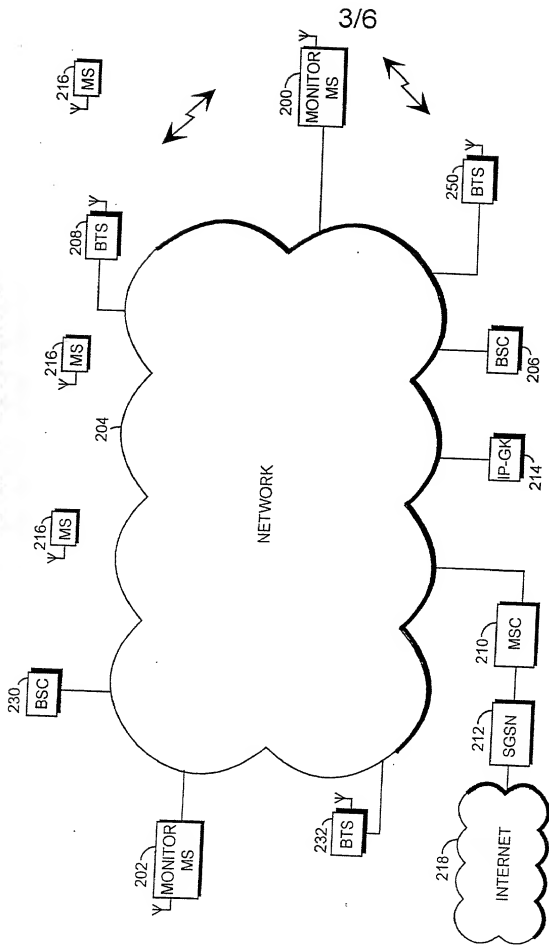 3/6
216
MS
208
BTS
216
MS
204
216
MS
230
BSC
200
MONITOR
MS
NETWORK
202
MONITOR
MS
250
BTS
BSC
206
IP-GK
214
232
BTS
210
MSC
212
SGSN
218
INTERNET